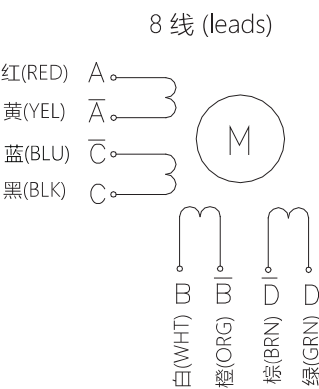 8 线 (leads)
红(RED) A
黄(YEL) A̅
蓝(BLU) C̅
黑(BLK) C
M
B B̅ D̅ D
白(WHT) 橙(ORG) 棕(BRN) 绿(GRN)